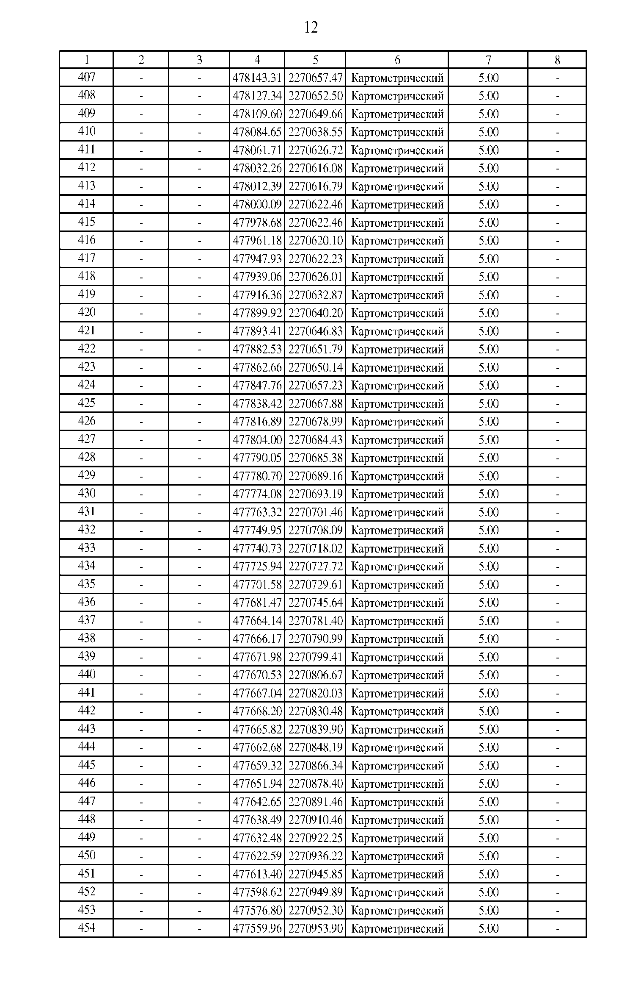 12
1 2 3 4 5 6 7 8
407 - - 478143.31 2270657.47 Картометрический 5.00 -
408 - - 478127.34 2270652.50 Картометрический 5.00 -
409 - - 478109.60 2270649.66 Картометрический 5.00 -
410 - - 478084.65 2270638.55 Картометрический 5.00 -
411 - - 478061.71 2270626.72 Картометрический 5.00 -
412 - - 478032.26 2270616.08 Картометрический 5.00 -
413 - - 478012.39 2270616.79 Картометрический 5.00 -
414 - - 478000.09 2270622.46 Картометрический 5.00 -
415 - - 477978.68 2270622.46 Картометрический 5.00 -
416 - - 477961.18 2270620.10 Картометрический 5.00 -
417 - - 477947.93 2270622.23 Картометрический 5.00 -
418 - - 477939.06 2270626.01 Картометрический 5.00 -
419 - - 477916.36 2270632.87 Картометрический 5.00 -
420 - - 477899.92 2270640.20 Картометрический 5.00 -
421 - - 477893.41 2270646.83 Картометрический 5.00 -
422 - - 477882.53 2270651.79 Картометрический 5.00 -
423 - - 477862.66 2270650.14 Картометрический 5.00 -
424 - - 477847.76 2270657.23 Картометрический 5.00 -
425 - - 477838.42 2270667.88 Картометрический 5.00 -
426 - - 477816.89 2270678.99 Картометрический 5.00 -
427 - - 477804.00 2270684.43 Картометрический 5.00 -
428 - - 477790.05 2270685.38 Картометрический 5.00 -
429 - - 477780.70 2270689.16 Картометрический 5.00 -
430 - - 477774.08 2270693.19 Картометрический 5.00 -
431 - - 477763.32 2270701.46 Картометрический 5.00 -
432 - - 477749.95 2270708.09 Картометрический 5.00 -
433 - - 477740.73 2270718.02 Картометрический 5.00 -
434 - - 477725.94 2270727.72 Картометрический 5.00 -
435 - - 477701.58 2270729.61 Картометрический 5.00 -
436 - - 477681.47 2270745.64 Картометрический 5.00 -
437 - - 477664.14 2270781.40 Картометрический 5.00 -
438 - - 477666.17 2270790.99 Картометрический 5.00 -
439 - - 477671.98 2270799.41 Картометрический 5.00 -
440 - - 477670.53 2270806.67 Картометрический 5.00 -
441 - - 477667.04 2270820.03 Картометрический 5.00 -
442 - - 477668.20 2270830.48 Картометрический 5.00 -
443 - - 477665.82 2270839.90 Картометрический 5.00 -
444 - - 477662.68 2270848.19 Картометрический 5.00 -
445 - - 477659.32 2270866.34 Картометрический 5.00 -
446 - - 477651.94 2270878.40 Картометрический 5.00 -
447 - - 477642.65 2270891.46 Картометрический 5.00 -
448 - - 477638.49 2270910.46 Картометрический 5.00 -
449 - - 477632.48 2270922.25 Картометрический 5.00 -
450 - - 477622.59 2270936.22 Картометрический 5.00 -
451 - - 477613.40 2270945.85 Картометрический 5.00 -
452 - - 477598.62 2270949.89 Картометрический 5.00 -
453 - - 477576.80 2270952.30 Картометрический 5.00 -
454 - - 477559.96 2270953.90 Картометрический 5.00 -